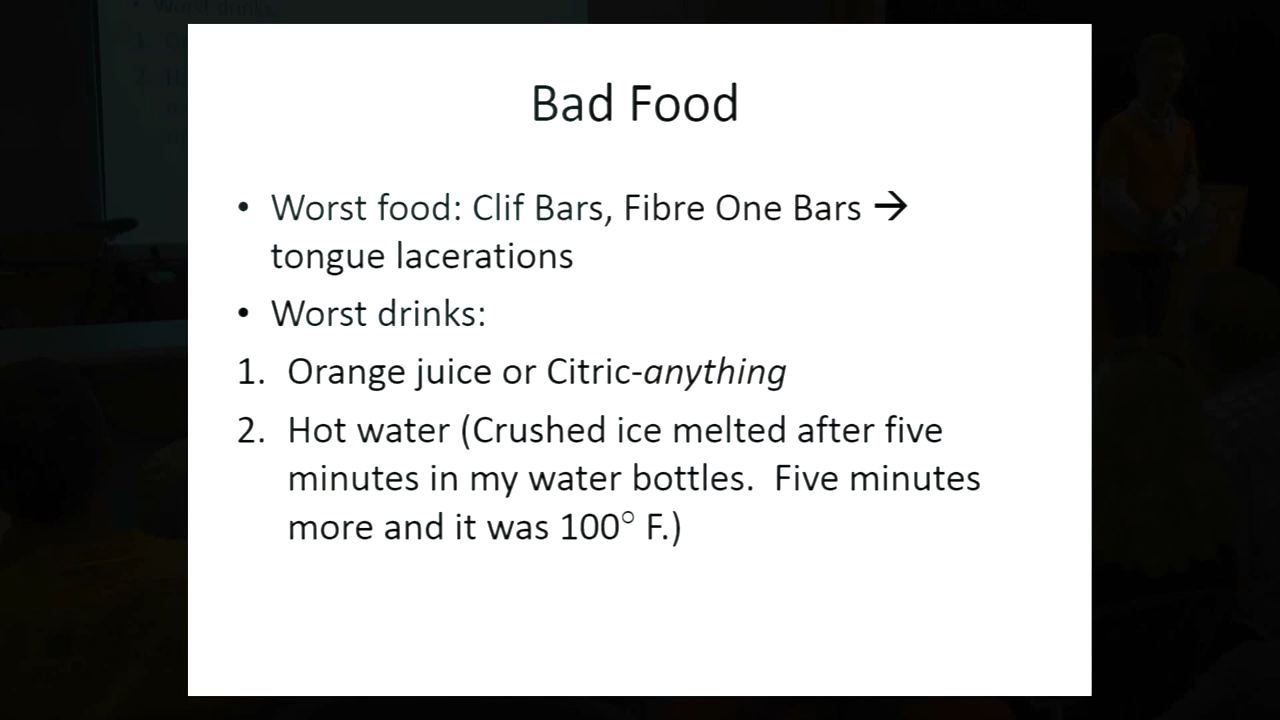 Bad Food
• Worst food: Clif Bars, Fibre One Bars →
tongue lacerations
• Worst drinks:
1. Orange juice or Citric-anything
2. Hot water (Crushed ice melted after five
minutes in my water bottles.  Five minutes
more and it was 100° F.)